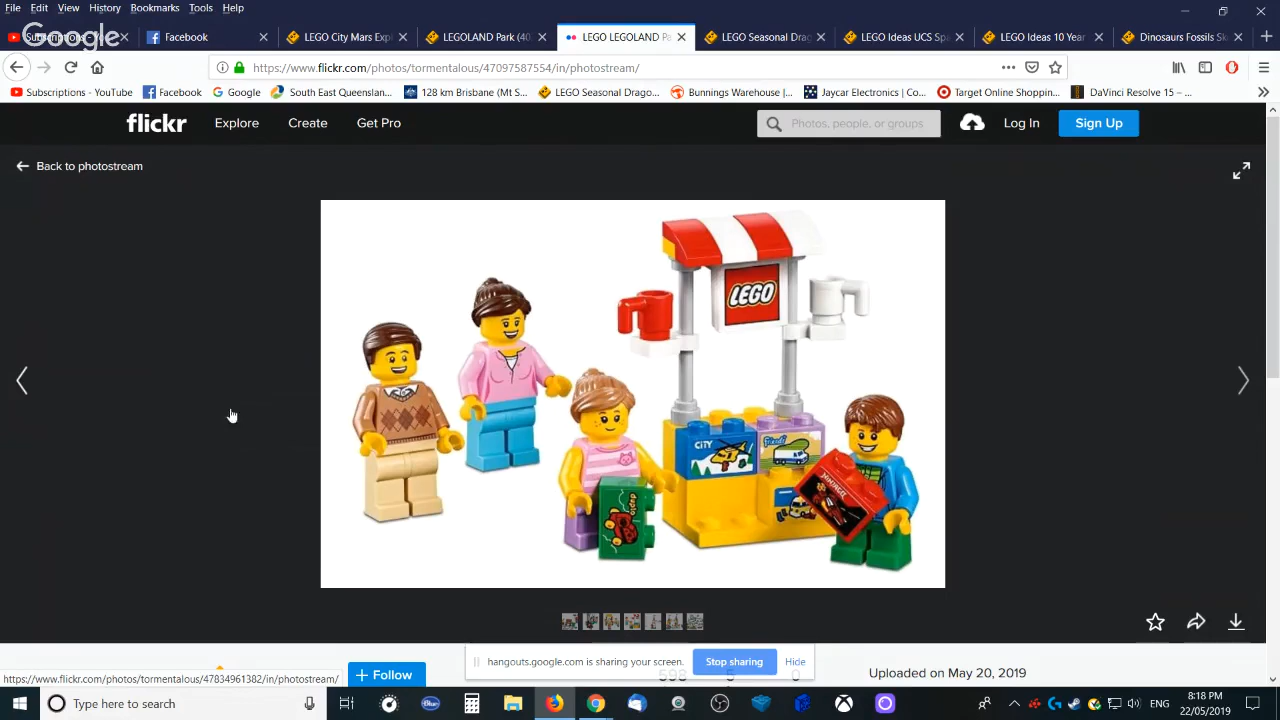 File Edit View History Bookmarks Tools Help
Google
Facebook LEGO City Mars Expl LEGOLAND Park (40 LEGO LEGOLAND Pa LEGO Seasonal Drag LEGO Ideas UCS Spa LEGO Ideas 10 Year Dinosaurs Fossils Sk
https://www.flickr.com/photos/tormentalous/47097587554/in/photostream/
Subscriptions - YouTube Facebook Google South East Queenslan... 128 km Brisbane (Mt S... LEGO Seasonal Drago... Bunnings Warehouse |... Jaycar Electronics | Co... Target Online Shoppin... DaVinci Resolve 15 – ...
flickr Explore Create Get Pro Photos, people, or groups Log In Sign Up
Back to photostream
LEGO
CITY friends
NINJAGO
hangouts.google.com is sharing your screen. Stop sharing Hide
+ Follow Uploaded on May 20, 2019
https://www.flickr.com/photos/tormentalous/47834961382/in/photostream/
Type here to search ENG 8:18 PM
22/05/2019